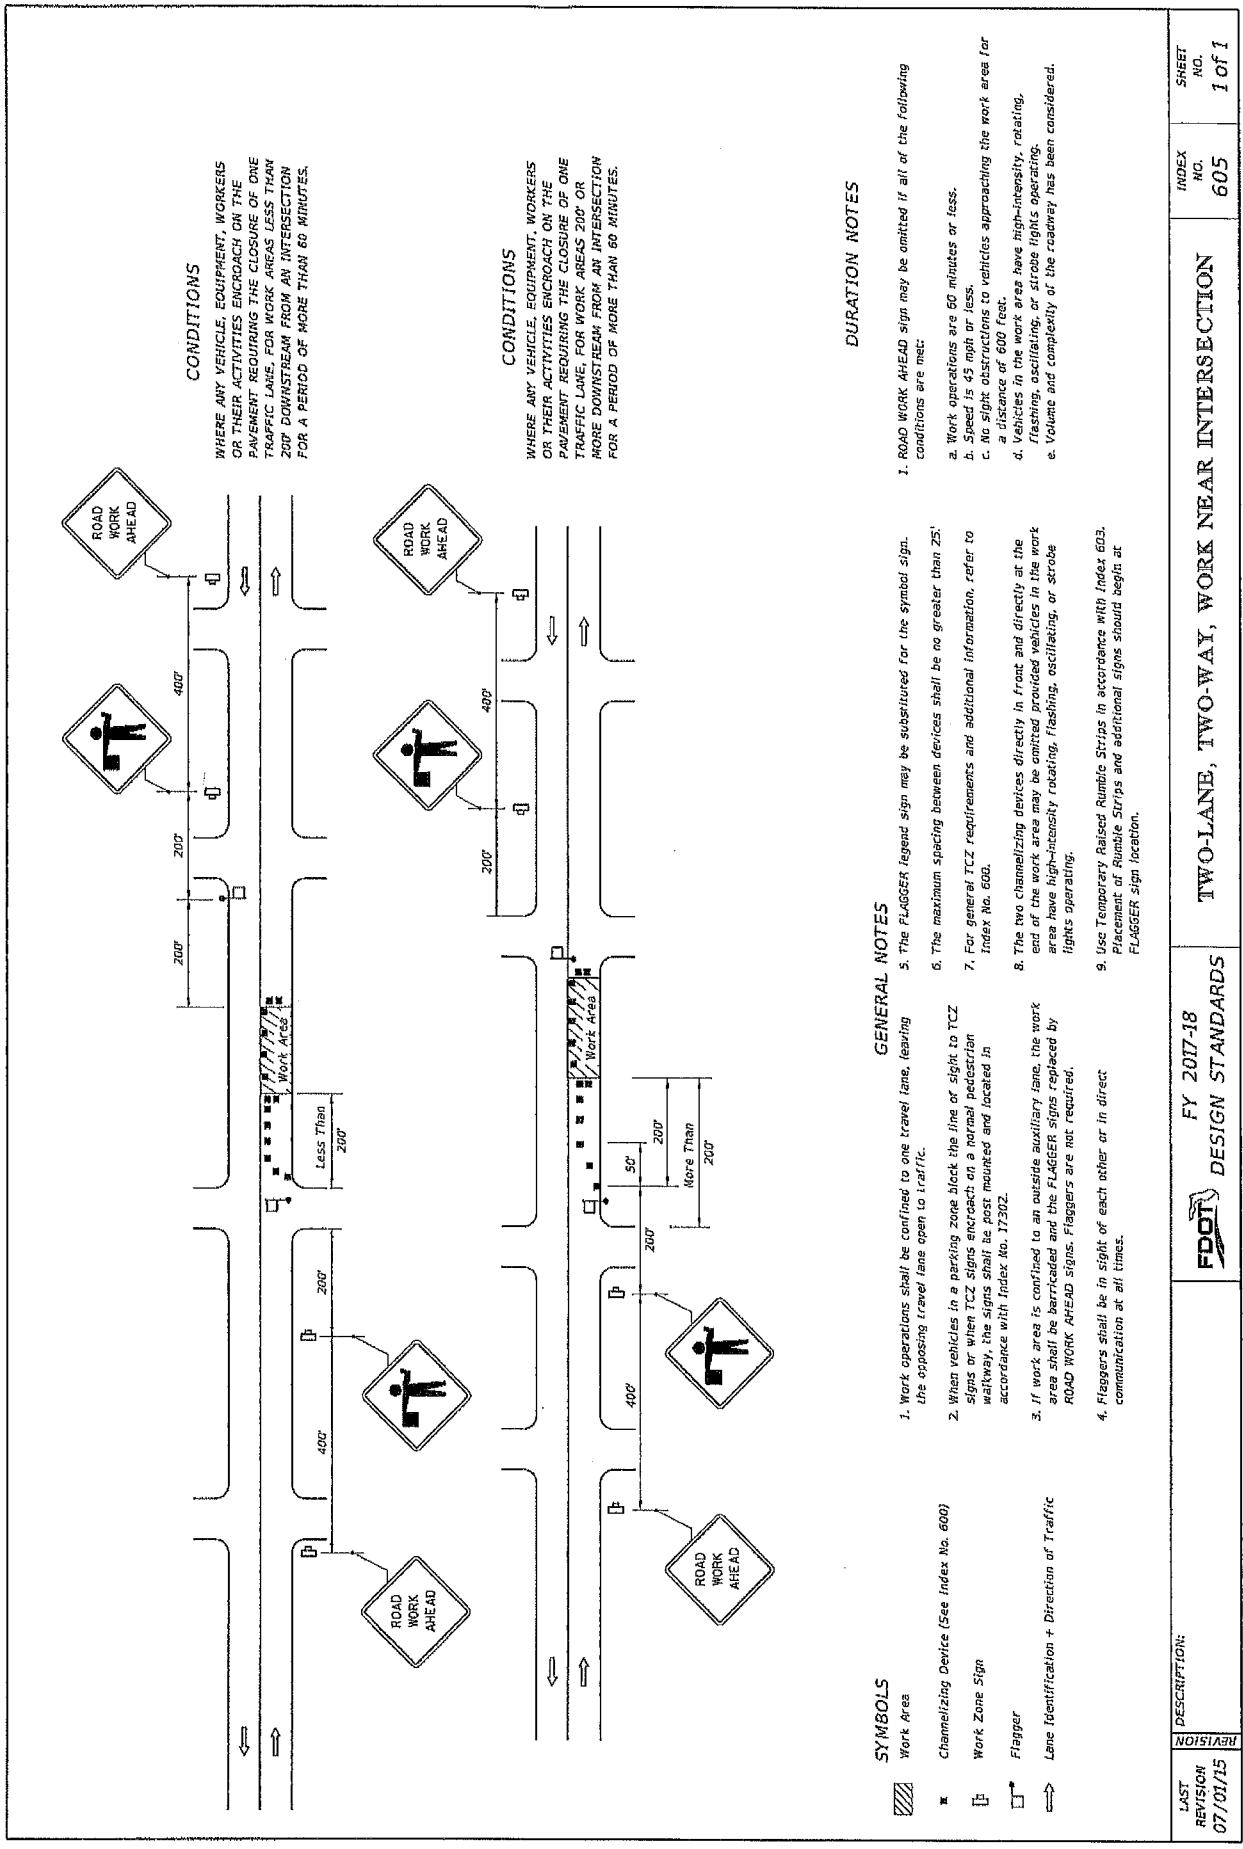 ROAD
WORK
AHEAD
400'
200'
200'
Work Area
Less Than
200'
200'
400'
ROAD
WORK
AHEAD
CONDITIONS
WHERE ANY VEHICLE, EQUIPMENT, WORKERS
OR THEIR ACTIVITIES ENCROACH ON THE
PAVEMENT REQUIRING THE CLOSURE OF ONE
TRAFFIC LANE, FOR WORK AREAS LESS THAN
200' DOWNSTREAM FROM AN INTERSECTION
FOR A PERIOD OF MORE THAN 60 MINUTES.
ROAD
WORK
AHEAD
400'
200'
Work Area
50'
200'
More Than
200'
200'
400'
ROAD
WORK
AHEAD
CONDITIONS
WHERE ANY VEHICLE, EQUIPMENT, WORKERS
OR THEIR ACTIVITIES ENCROACH ON THE
PAVEMENT REQUIRING THE CLOSURE OF ONE
TRAFFIC LANE, FOR WORK AREAS 200' OR
MORE DOWNSTREAM FROM AN INTERSECTION
FOR A PERIOD OF MORE THAN 60 MINUTES.
SYMBOLS
Work Area
Channelizing Device (See Index No. 600)
Work Zone Sign
Flagger
Lane Identification + Direction of Traffic
GENERAL NOTES
1. Work operations shall be confined to one travel lane, leaving
the opposing travel lane open to traffic.
2. When vehicles in a parking zone block the line of sight to TCZ
signs or when TCZ signs encroach on a normal pedestrian
walkway, the signs shall be post mounted and located in
accordance with Index No. 17302.
3. If work area is confined to an outside auxiliary lane, the work
area shall be barricaded and the FLAGGER signs replaced by
ROAD WORK AHEAD signs. Flaggers are not required.
4. Flaggers shall be in sight of each other or in direct
communication at all times.
5. The FLAGGER legend sign may be substituted for the symbol sign.
6. The maximum spacing between devices shall be no greater than 25'.
7. For general TCZ requirements and additional information, refer to
Index No. 600.
8. The two channelizing devices directly in front and directly at the
end of the work area may be omitted provided vehicles in the work
area have high-intensity rotating, flashing, oscillating, or strobe
lights operating.
9. Use Temporary Raised Rumble Strips in accordance with Index 603.
Placement of Rumble Strips and additional signs should begin at
FLAGGER sign location.
DURATION NOTES
1. ROAD WORK AHEAD sign may be omitted if all of the following
conditions are met:
a. Work operations are 60 minutes or less.
b. Speed is 45 mph or less.
c. No sight obstructions to vehicles approaching the work area for
a distance of 600 feet.
d. Vehicles in the work area have high-intensity, rotating,
flashing, oscillating, or strobe lights operating.
e. Volume and complexity of the roadway has been considered.
LAST
REVISION
07/01/15
REVISION
DESCRIPTION:
FDOT
FY 2017-18
DESIGN STANDARDS
TWO-LANE, TWO-WAY, WORK NEAR INTERSECTION
INDEX
NO.
605
SHEET
NO.
1 of 1